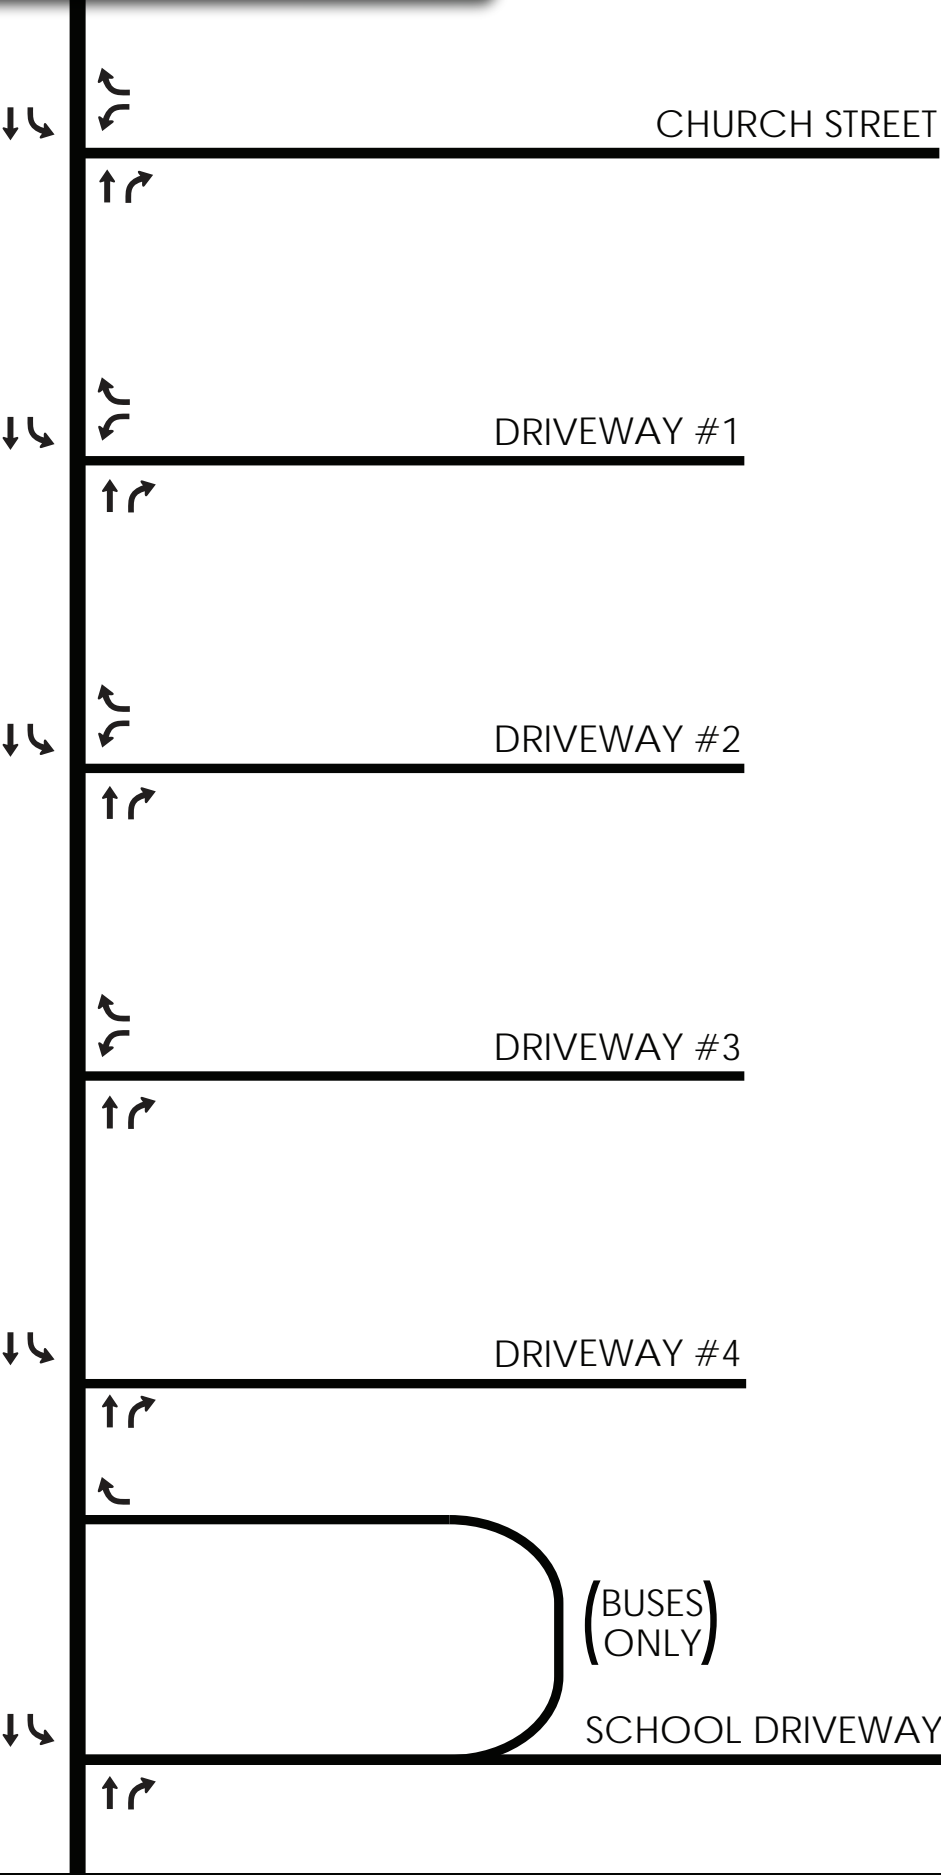 CHURCH STREET
DRIVEWAY #1
DRIVEWAY #2
DRIVEWAY #3
DRIVEWAY #4
(BUSES
ONLY)
SCHOOL DRIVEWAY